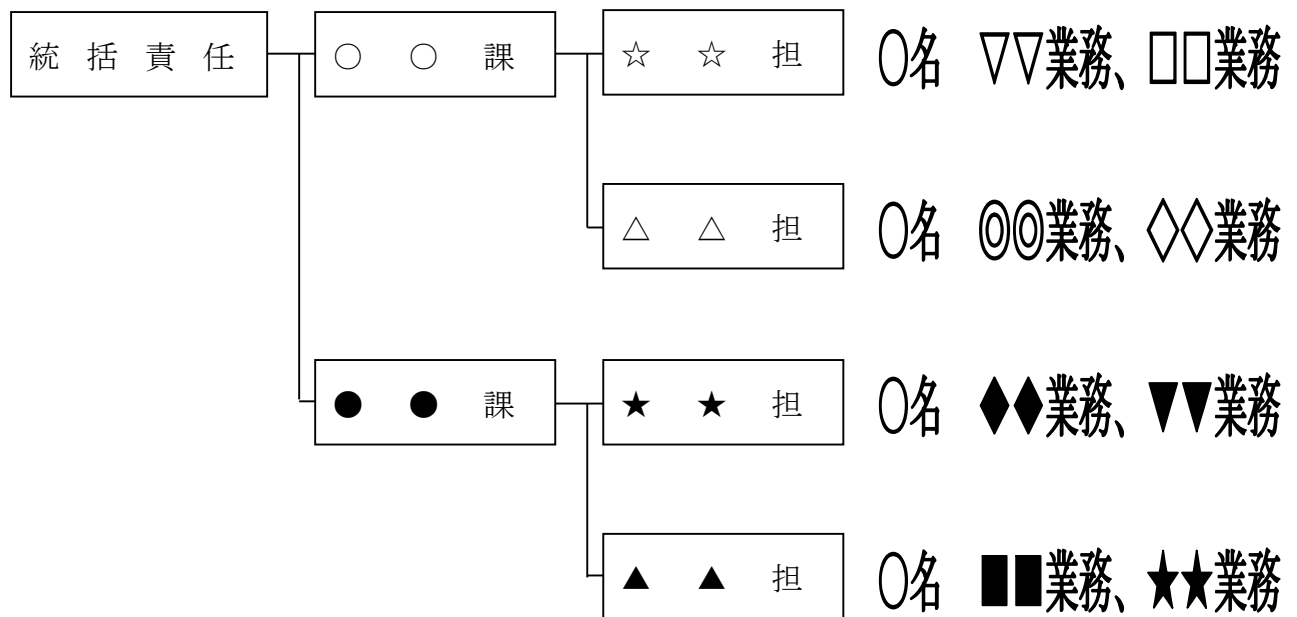 統括責任 ○○課 ☆☆担 ○名 ▽▽業務、□□業務
△△担 ○名 ◎◎業務、◇◇業務
●●課 ★★担 ○名 ◆◆業務、▼▼業務
▲▲担 ○名 ■■業務、★★業務